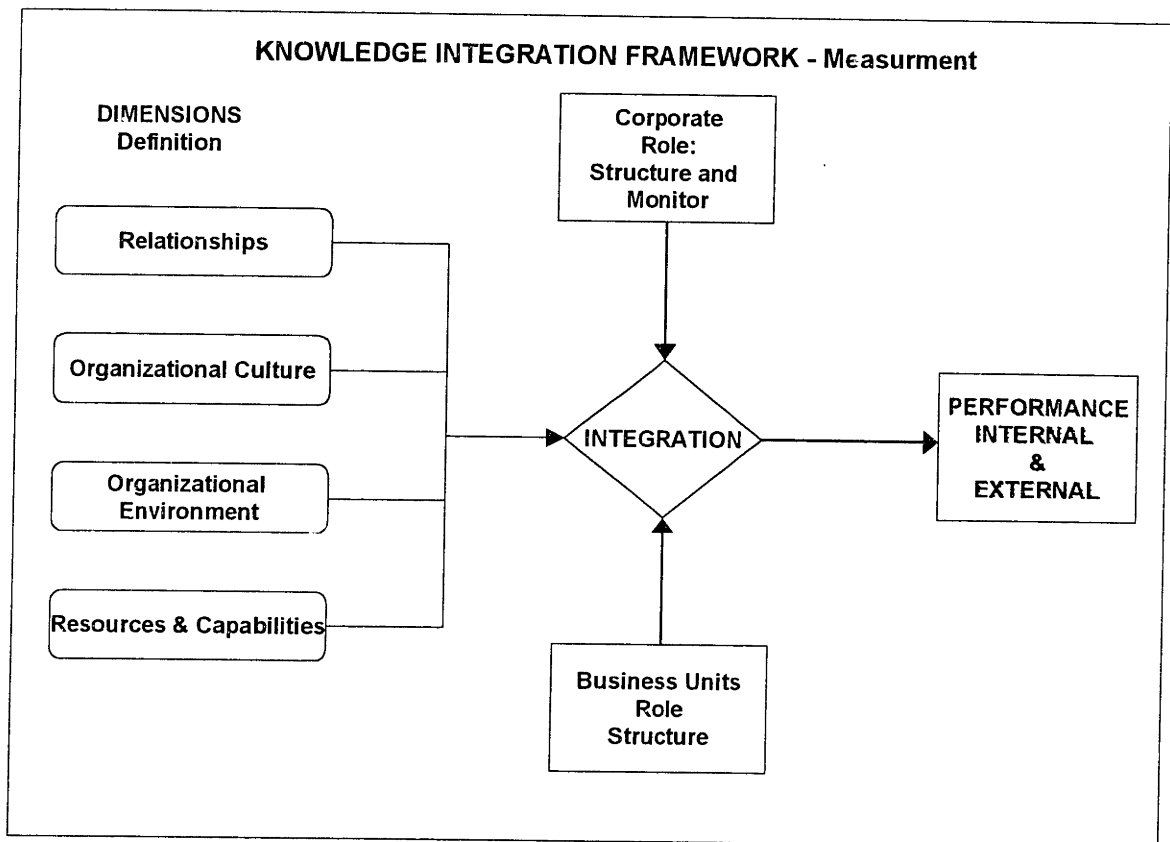 KNOWLEDGE INTEGRATION FRAMEWORK - Measurment
DIMENSIONS
Definition
Relationships
Organizational Culture
Organizational
Environment
Resources & Capabilities
Corporate
Role:
Structure and
Monitor
INTEGRATION
Business Units
Role
Structure
PERFORMANCE
INTERNAL
&
EXTERNAL